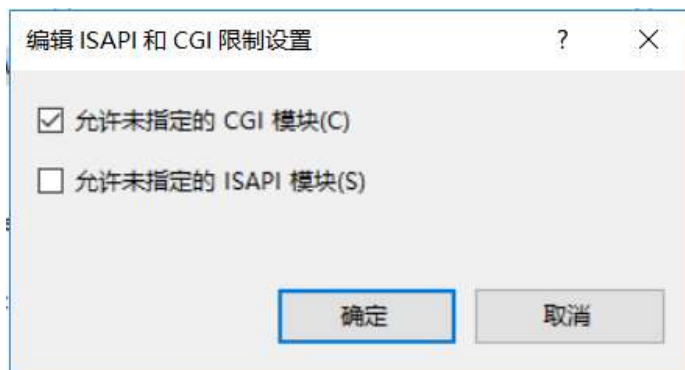 编辑 ISAPI 和 CGI 限制设置 ?
允许未指定的 CGI 模块(C)
允许未指定的 ISAPI 模块(S)
确定 取消